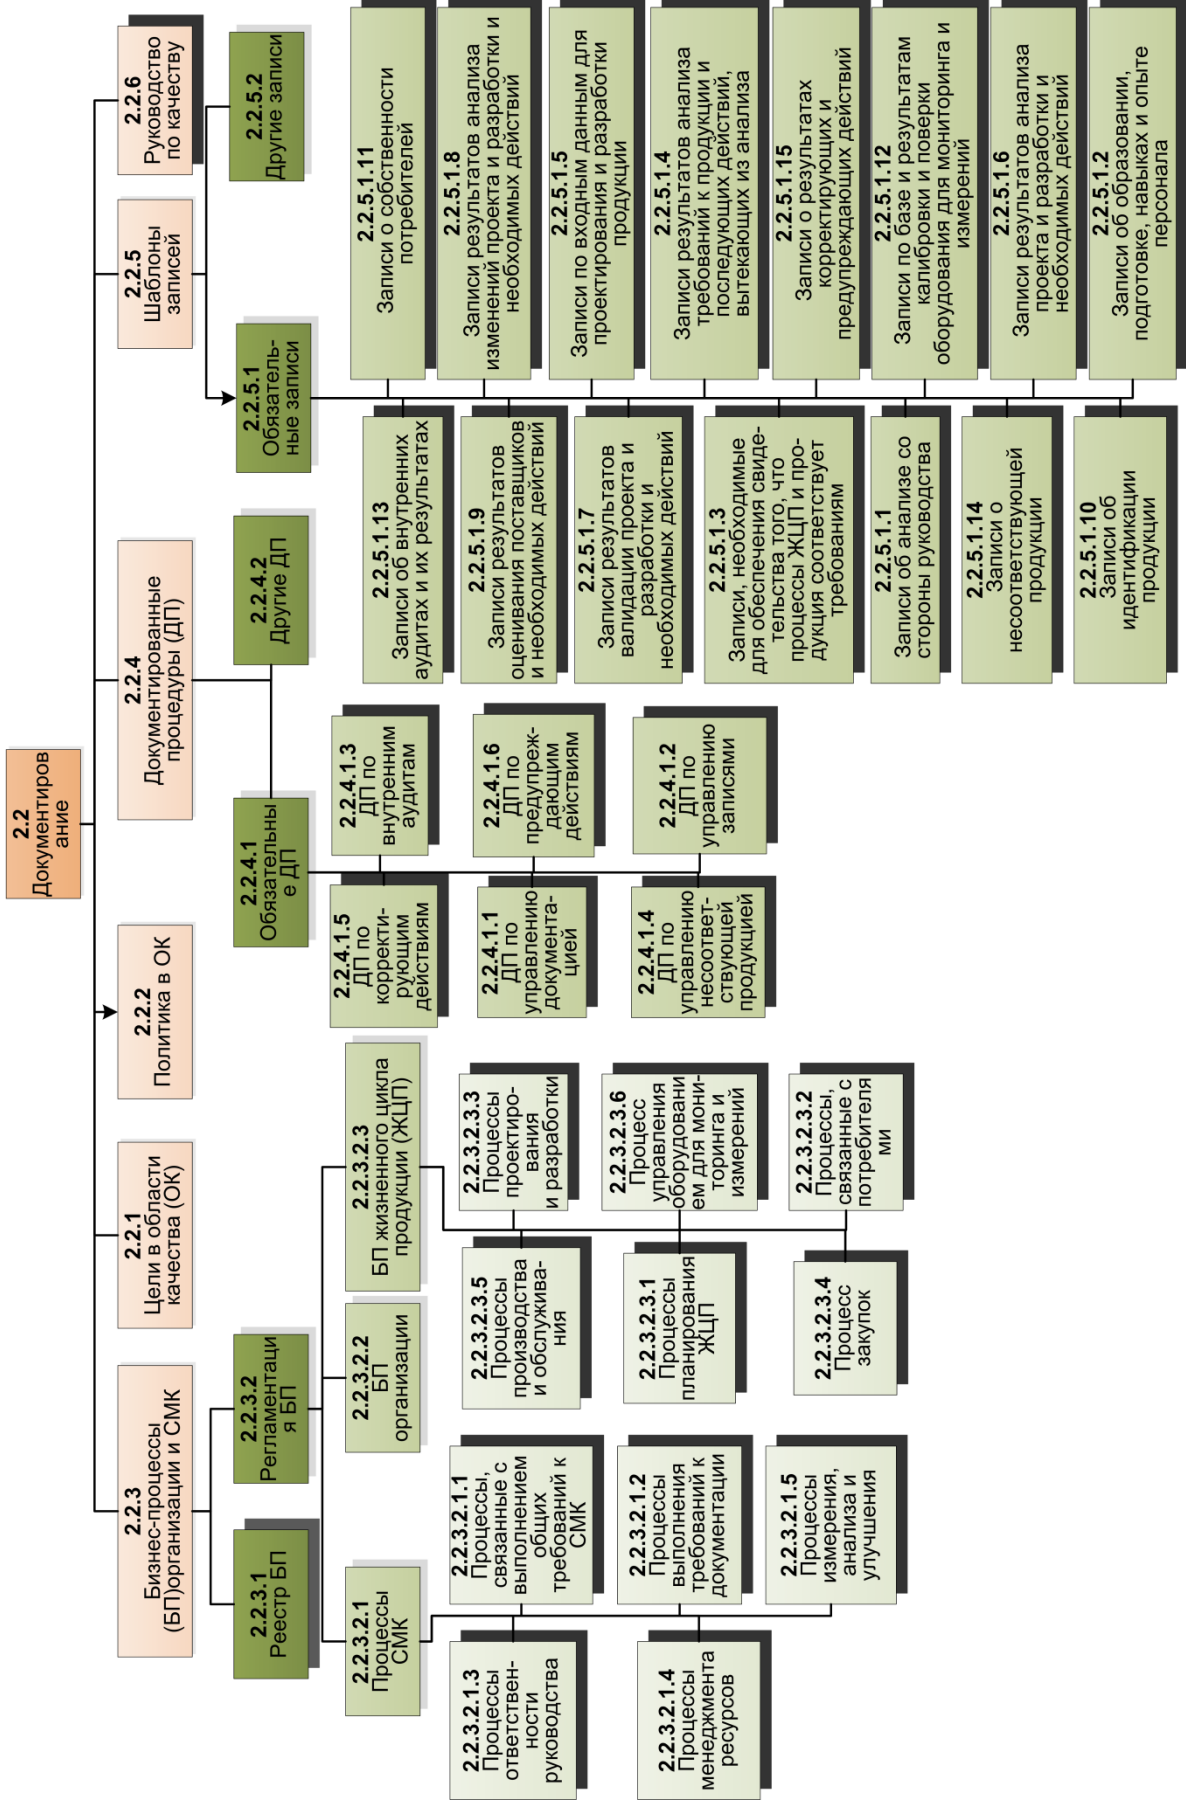 2.2
Документиров
ание
2.2.3
Бизнес-процессы
(БП)организации и СМК
2.2.1
Цели в области
качества (ОК)
2.2.2
Политика в ОК
2.2.4
Документированные
процедуры (ДП)
2.2.5
Шаблоны
записей
2.2.6
Руководство
по качеству
2.2.3.1
Реестр БП
2.2.3.2
Регламентаци
я БП
2.2.4.1
Обязательны
е ДП
2.2.4.2
Другие ДП
2.2.5.1
Обязатель-
ные записи
2.2.5.2
Другие записи
2.2.3.2.1
Процессы
СМК
2.2.3.2.2
БП
организации
2.2.3.2.3
БП жизненного цикла
продукции (ЖЦП)
2.2.3.2.1.3
Процессы
ответствен-
ности
руководства
2.2.3.2.1.1
Процессы,
связанные с
выполнением
общих
требований к
СМК
2.2.3.2.1.4
Процессы
менеджмента
ресурсов
2.2.3.2.1.2
Процессы
выполнения
требований к
документации
2.2.3.2.1.5
Процессы
измерения,
анализа и
улучшения
2.2.3.2.3.5
Процессы
производства
и обслужива-
ния
2.2.3.2.3.3
Процессы
проектиро-
вания
и разработки
2.2.3.2.3.1
Процессы
планирования
ЖЦП
2.2.3.2.3.6
Процесс
управления
оборудовани
ем для мони-
торинга и
измерений
2.2.3.2.3.4
Процесс
закупок
2.2.3.2.3.2
Процессы,
связанные с
потребителя
ми
2.2.4.1.5
ДП по
корректи-
рующим
действиям
2.2.4.1.3
ДП по
внутренним
аудитам
2.2.4.1.1
ДП по
управлению
документа-
цией
2.2.4.1.6
ДП по
предупреж-
дающим
действиям
2.2.4.1.4
ДП по
управлению
несоответ-
ствующей
продукцией
2.2.4.1.2
ДП по
управлению
записями
2.2.5.1.13
Записи об внутренних
аудитах и их результатах
2.2.5.1.11
Записи о собственности
потребителей
2.2.5.1.9
Записи результатов
оценивания поставщиков
и необходимых действий
2.2.5.1.8
Записи результатов анализа
изменений проекта и разработки и
необходимых действий
2.2.5.1.7
Записи результатов
валидации проекта и
разработки и
необходимых действий
2.2.5.1.5
Записи по входным данным для
проектирования и разработки
продукции
2.2.5.1.3
Записи, необходимые
для обеспечения свиде-
тельства того, что
процессы ЖЦП и про-
дукция соответствует
требованиям
2.2.5.1.4
Записи результатов анализа
требований к продукции и
последующих действий,
вытекающих из анализа
2.2.5.1.15
Записи о результатах
корректирующих и
предупреждающих действий
2.2.5.1.1
Записи об анализе со
стороны руководства
2.2.5.1.12
Записи по базе и результатам
калибровки и поверки
оборудования для мониторинга и
измерений
2.2.5.1.14
Записи о
несоответствующей
продукции
2.2.5.1.6
Записи результатов анализа
проекта и разработки и
необходимых действий
2.2.5.1.10
Записи об
идентификации
продукции
2.2.5.1.2
Записи об образовании,
подготовке, навыках и опыте
персонала